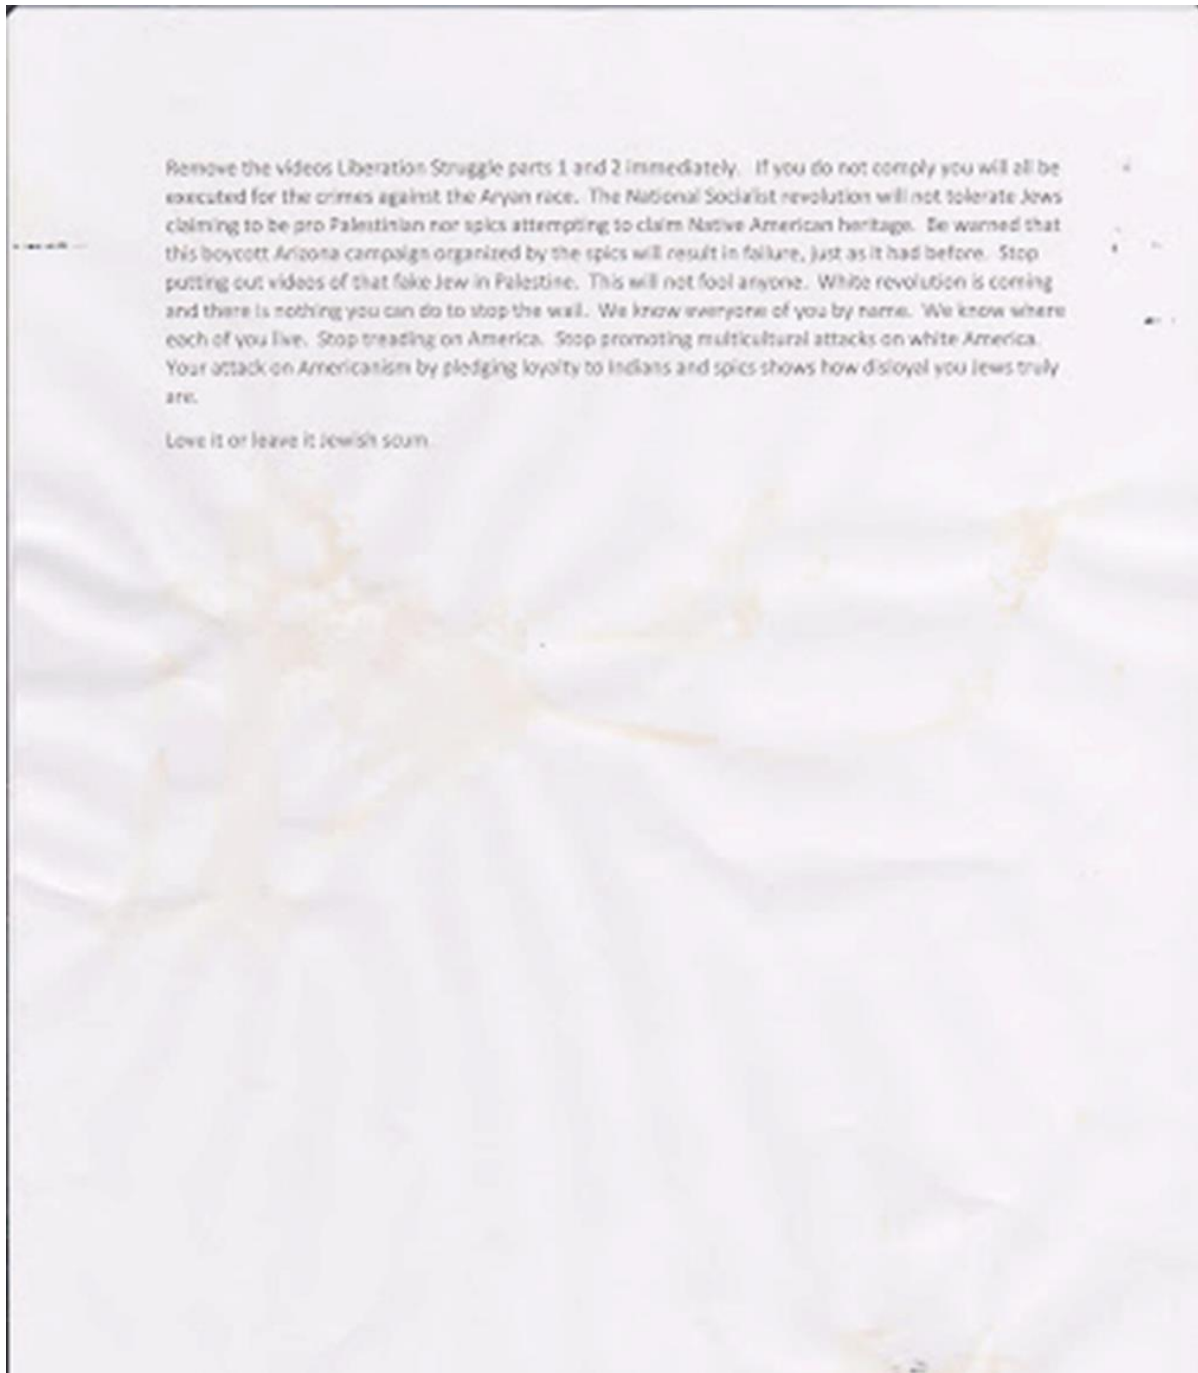 Remove the videos Liberation Struggle parts 1 and 2 immediately.   If you do not comply you will all be
executed for the crimes against the Aryan race.  The National Socialist revolution will not tolerate Jews
claiming to be pro Palestinian nor spics attempting to claim Native American heritage.  Be warned that
this boycott Arizona campaign organized by the spics will result in failure, just as it had before.  Stop
putting out videos of that fake Jew in Palestine.  This will not fool anyone.  White revolution is coming
and there is nothing you can do to stop the wall.  We know everyone of you by name.  We know where
each of you live.  Stop treading on America.  Stop promoting multicultural attacks on white America.
Your attack on Americanism by pledging loyalty to Indians and spics shows how disloyal you Jews truly
are.
Love it or leave it Jewish scum